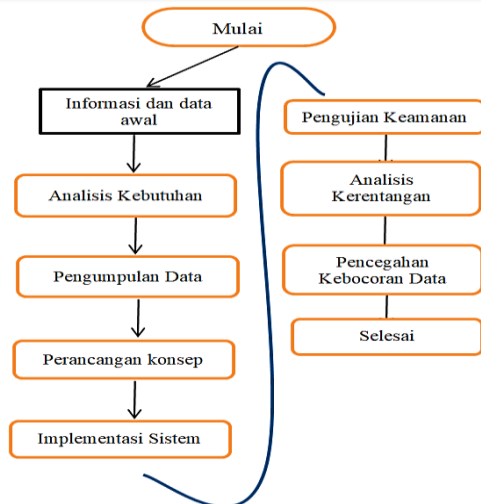 Mulai
Informasi dan data
awal
Analisis Kebutuhan
Pengumpulan Data
Perancangan konsep
Implementasi Sistem
Pengujian Keamanan
Analisis
Kerentangan
Pencegahan
Kebocoran Data
Selesai